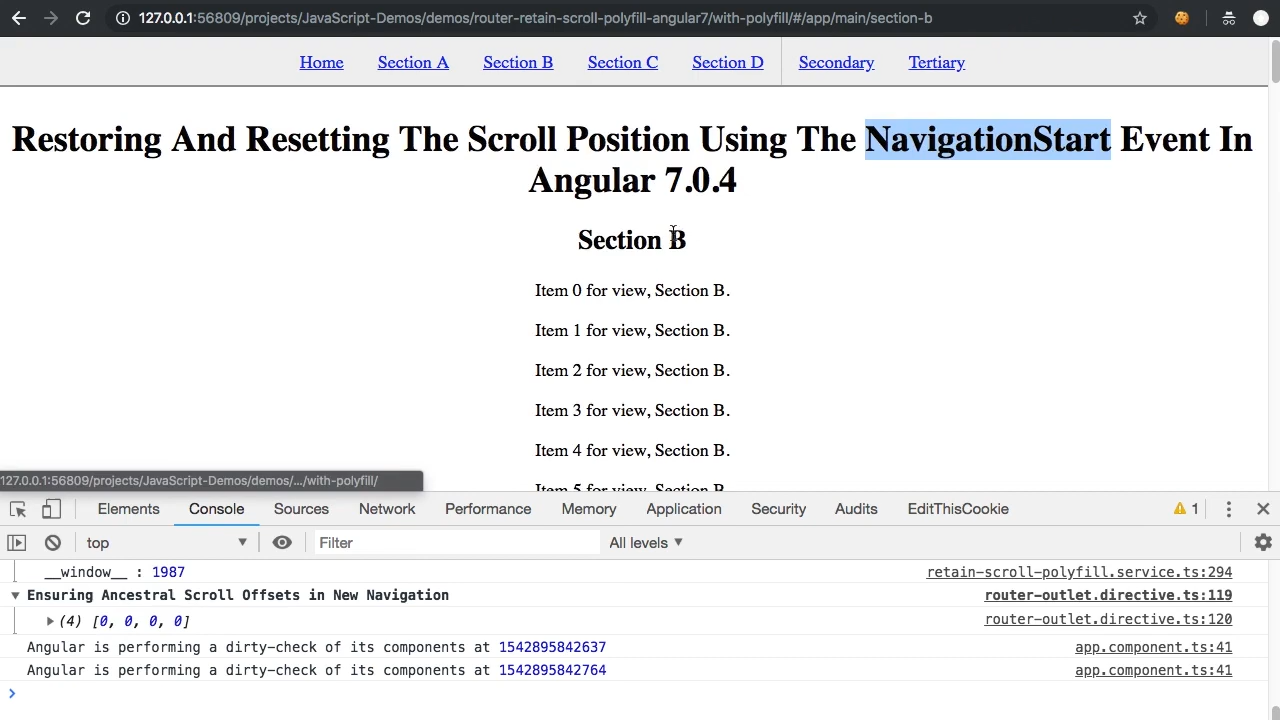 127.0.0.1:56809/projects/JavaScript-Demos/demos/router-retain-scroll-polyfill-angular7/with-polyfill/#/app/main/section-b
Home Section A Section B Section C Section D Secondary Tertiary
Restoring And Resetting The Scroll Position Using The NavigationStart Event In
Angular 7.0.4
Section B
Item 0 for view, Section B.
Item 1 for view, Section B.
Item 2 for view, Section B.
Item 3 for view, Section B.
Item 4 for view, Section B.
Item 5 for view, Section B.
127.0.0.1:56809/projects/JavaScript-Demos/demos/.../with-polyfill/
Elements Console Sources Network Performance Memory Application Security Audits EditThisCookie 1
top Filter All levels
__window__ : 1987 retain-scroll-polyfill.service.ts:294
Ensuring Ancestral Scroll Offsets in New Navigation router-outlet.directive.ts:119
(4) [0, 0, 0, 0] router-outlet.directive.ts:120
Angular is performing a dirty-check of its components at 1542895842637 app.component.ts:41
Angular is performing a dirty-check of its components at 1542895842764 app.component.ts:41